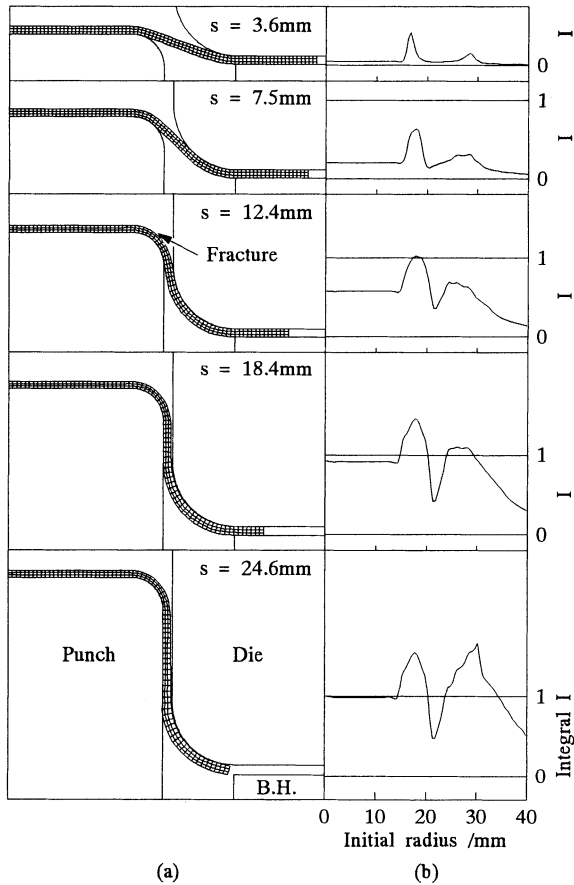 s = 3.6mm
I
0
s = 7.5mm
1
I
0
s = 12.4mm
Fracture
1
I
0
s = 18.4mm
1
I
0
s = 24.6mm
Punch
Die
B.H.
1
Integral I
0
0 10 20 30 40
Initial radius /mm
(a)
(b)